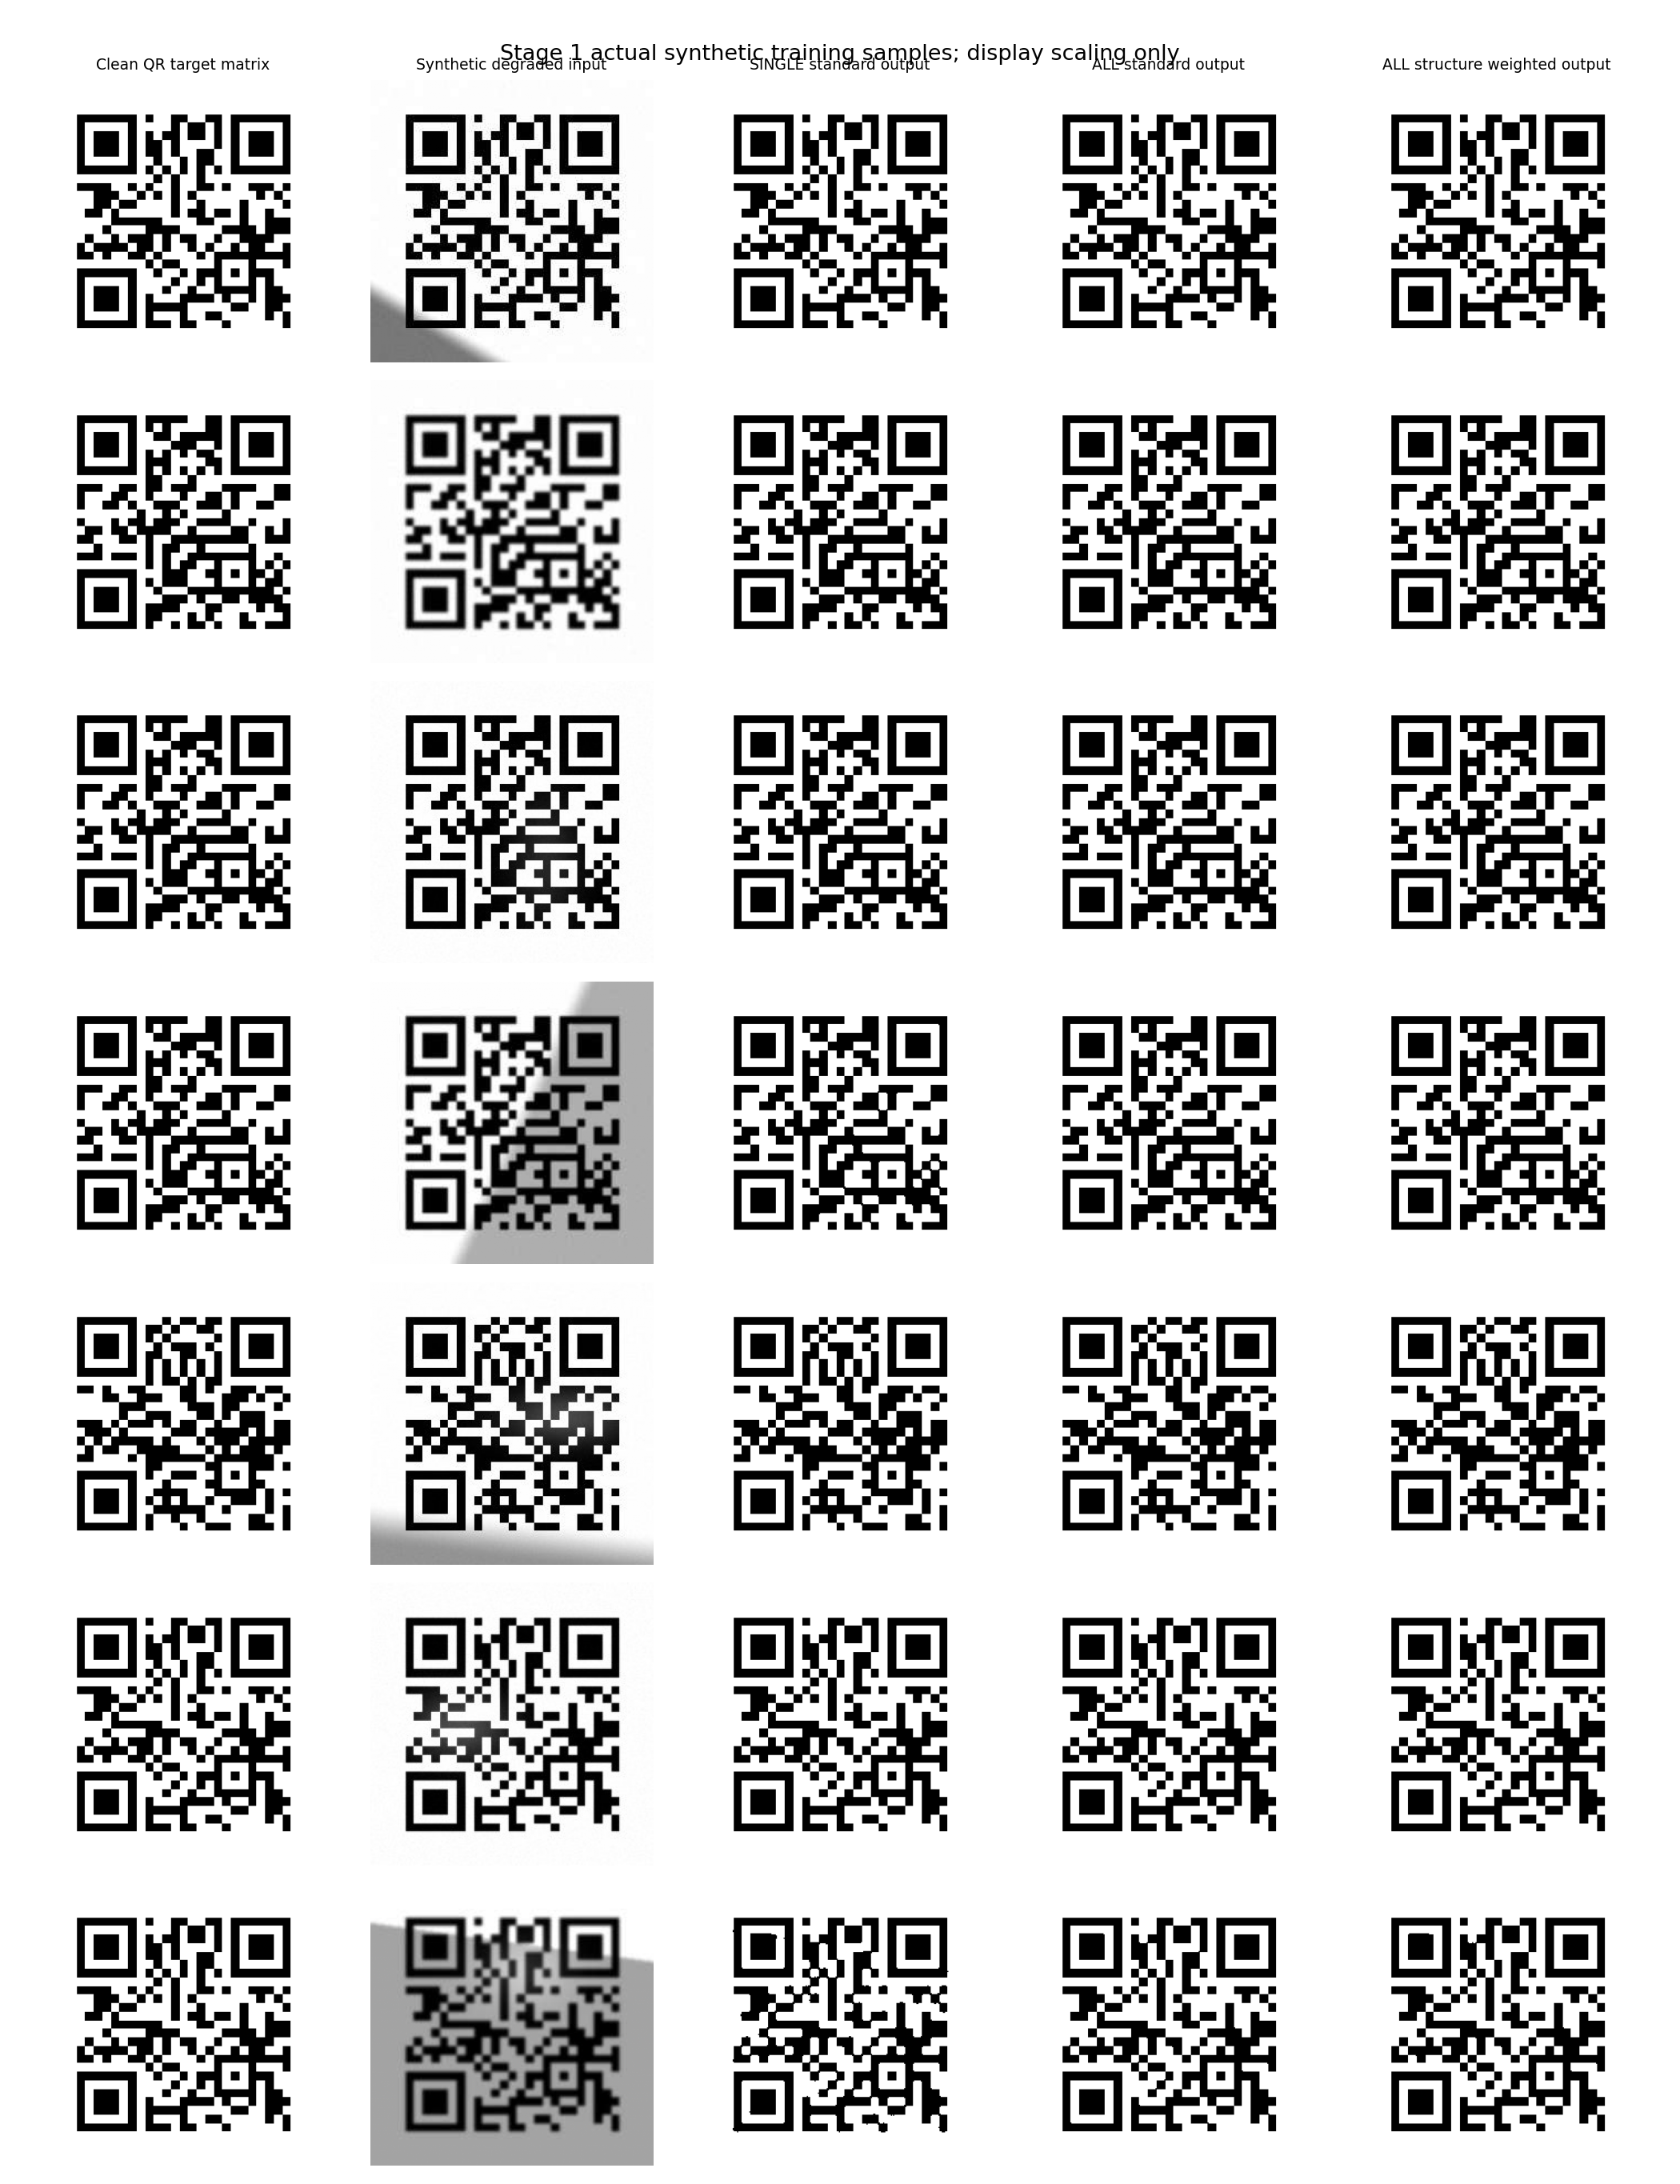 Stage 1 actual synthetic training samples; display scaling only
Clean QR target matrix
Synthetic degraded input
SINGLE standard output
ALL standard output
ALL structure weighted output